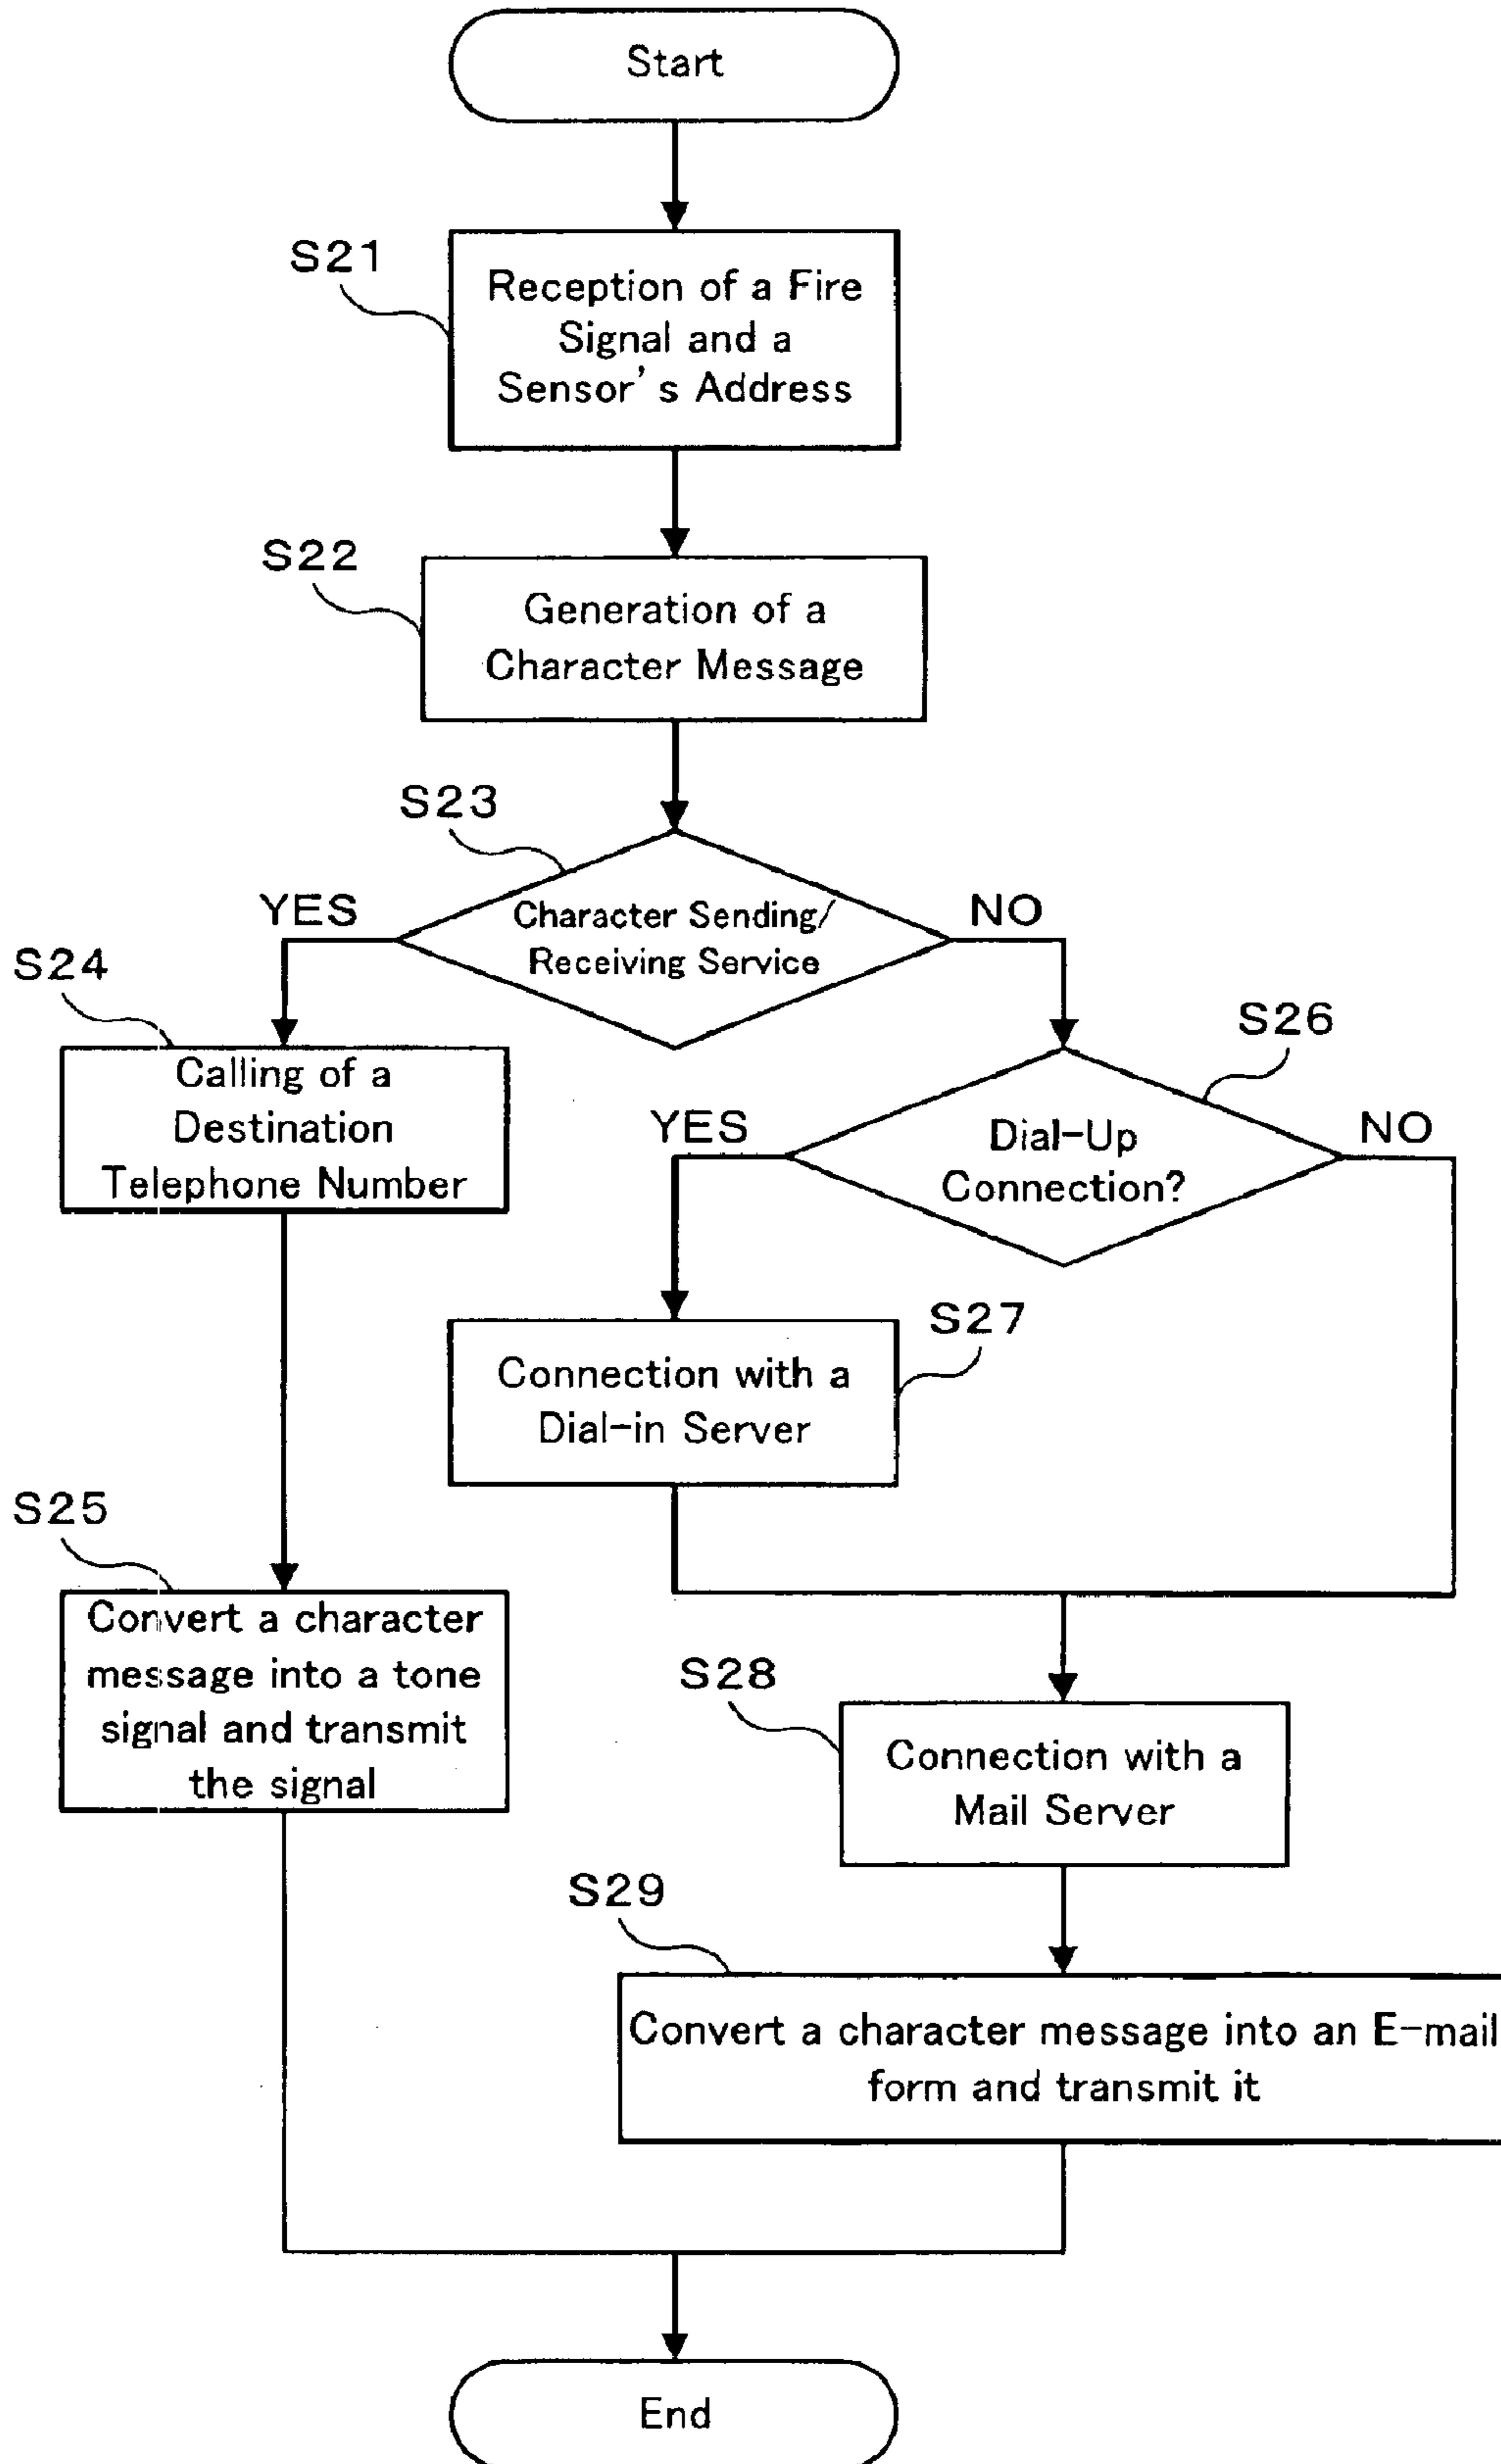 Start
S21
Reception of a Fire
Signal and a
Sensor's Address
S22
Generation of a
Character Message
S23
YES
Character Sending/
Receiving Service
NO
S24
Calling of a
Destination
Telephone Number
S26
YES
Dial-Up
Connection?
NO
S27
Connection with a
Dial-in Server
S25
Convert a character
message into a tone
signal and transmit
the signal
S28
Connection with a
Mail Server
S29
Convert a character message into an E-mail
form and transmit it
End